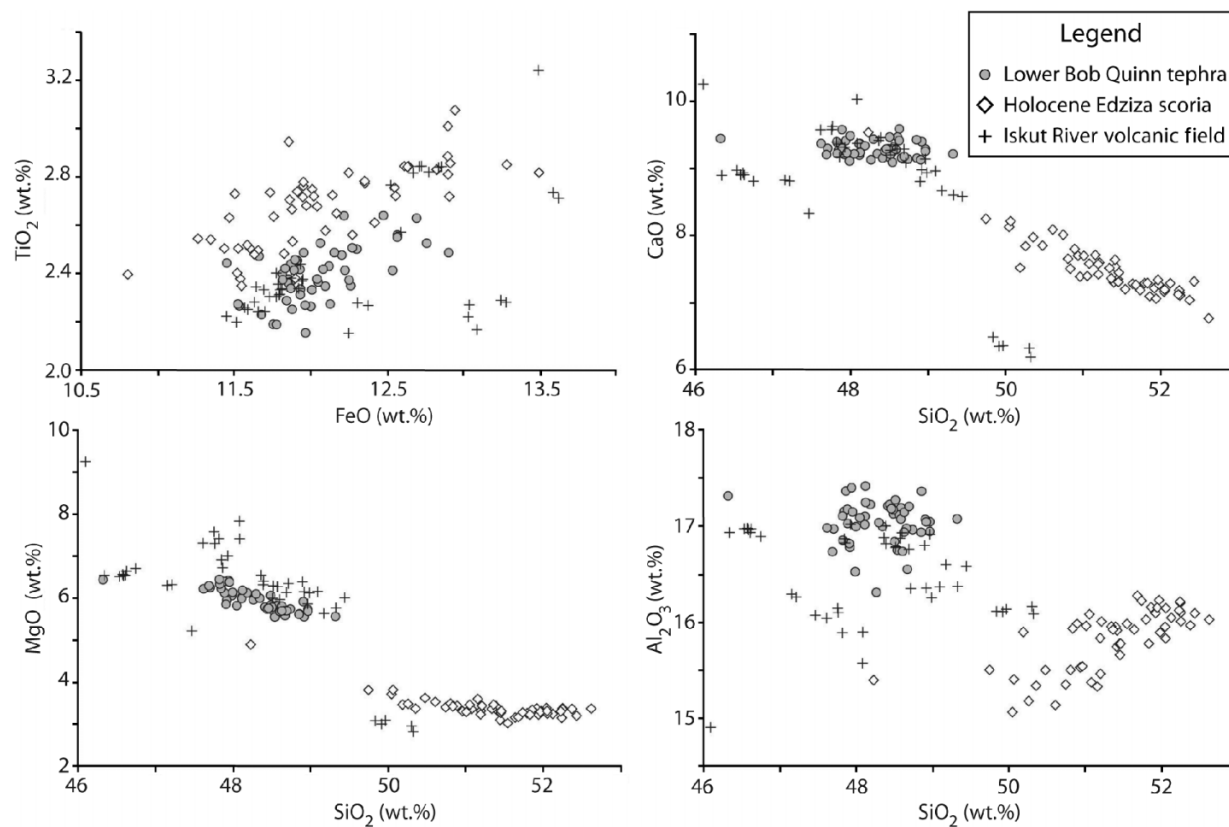 3.2
2.8
2.4
2.0
TiO2 (wt.%)
10.5 11.5 12.5 13.5
FeO (wt.%)
10
8
6
CaO (wt.%)
46 48 50 52
SiO2 (wt.%)
Legend
Lower Bob Quinn tephra
Holocene Edziza scoria
Iskut River volcanic field
10
8
6
4
2
MgO (wt.%)
46 48 50 52
SiO2 (wt.%)
18
17
16
15
Al2O3 (wt.%)
46 48 50 52
SiO2 (wt.%)